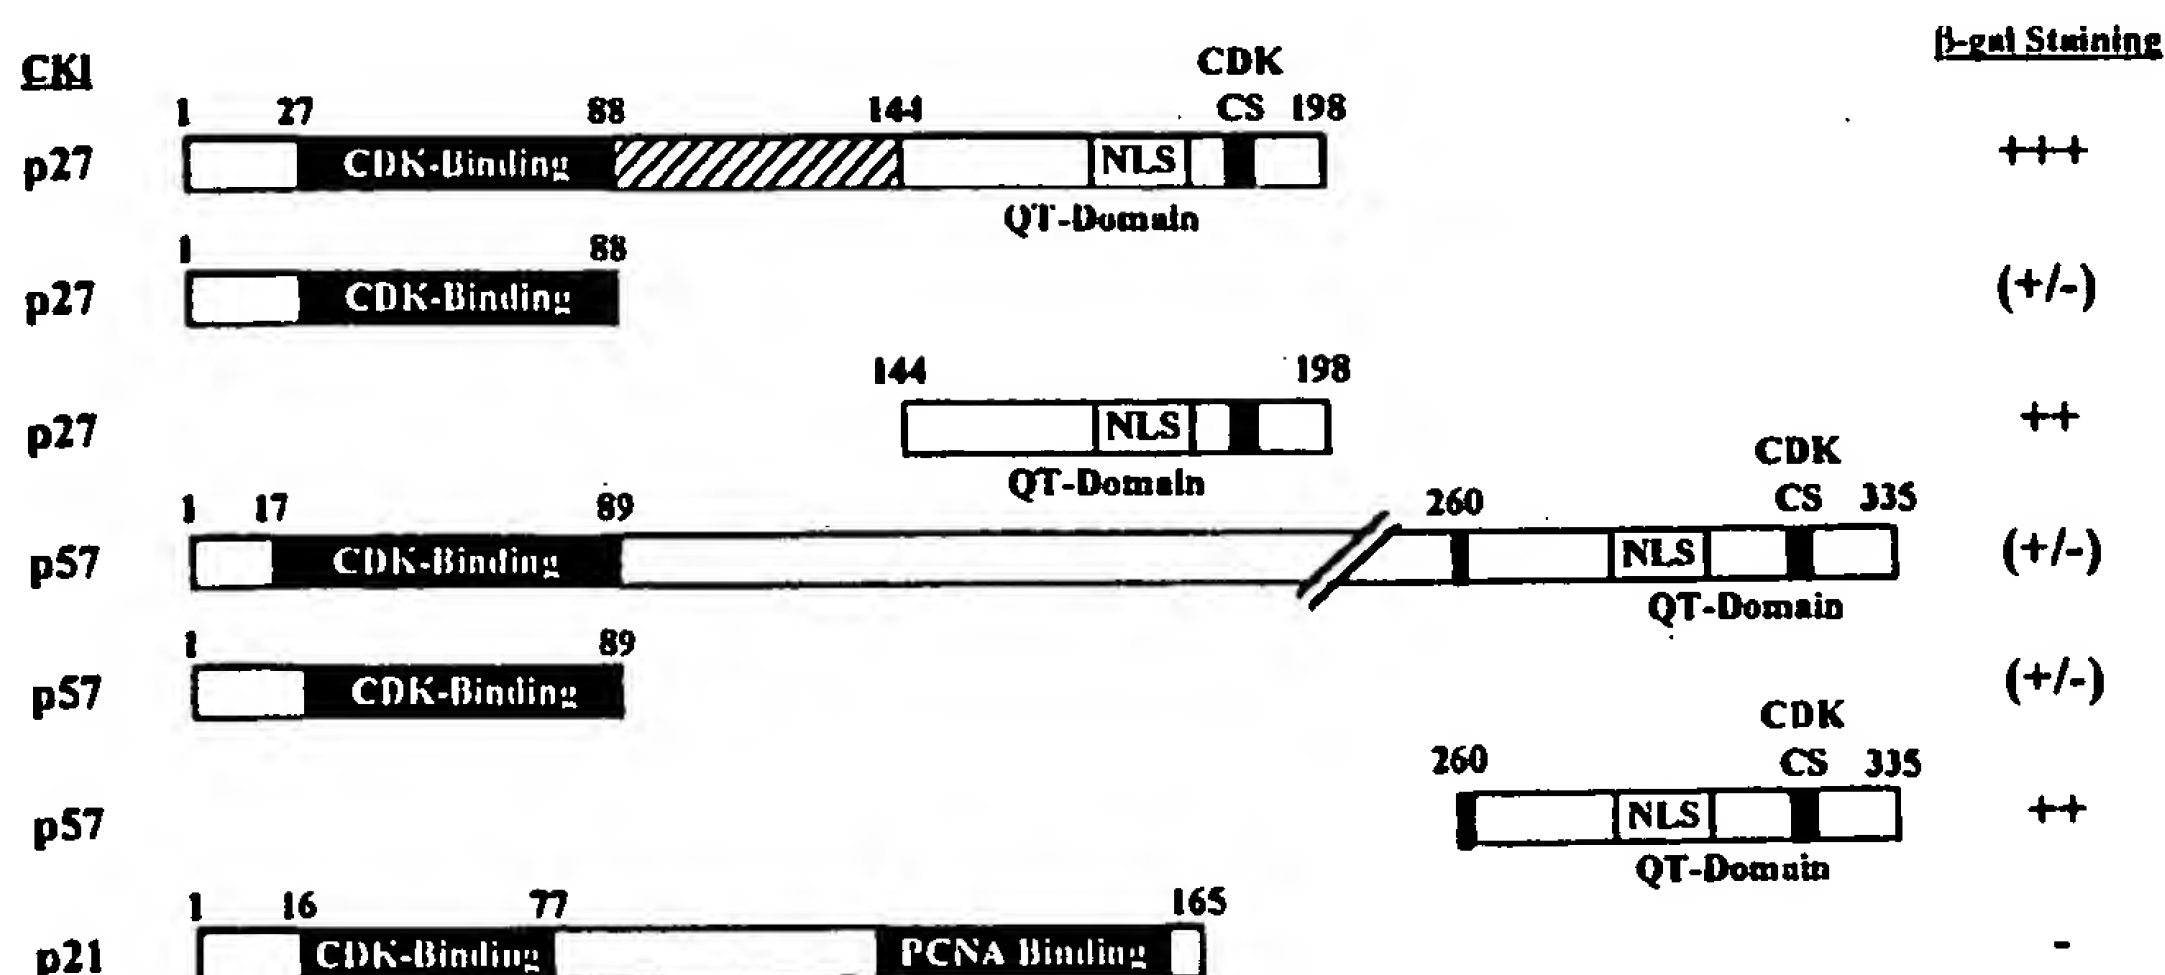 β-gal Staining
CKI
CDK
1 27 88 144 CS 198
p27 CDK-Binding NLS +++
QT-Domain
1 88
p27 CDK-Binding (+/-)
144 198
p27 NLS ++
QT-Domain
CDK
1 17 89 260 CS 335
p57 CDK-Binding NLS (+/-)
QT-Domain
1 89
p57 CDK-Binding (+/-)
CDK
260 CS 335
p57 NLS ++
QT-Domain
1 16 77 165
p21 CDK-Binding PCNA Binding -